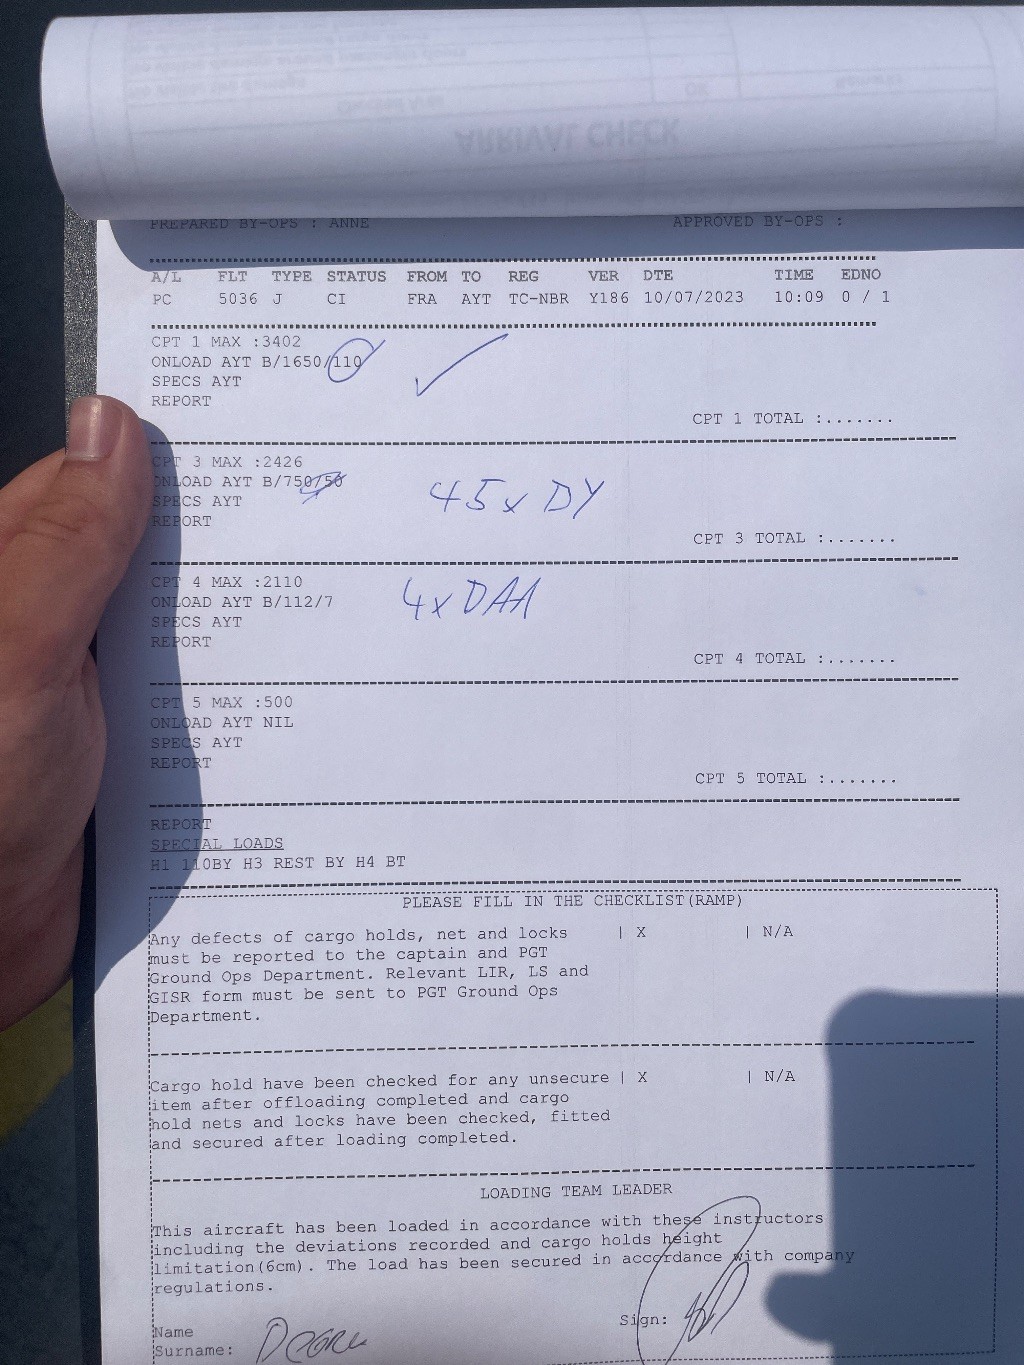 ARRIVAL CHECK
PREPARED BY-OPS : ANNE APPROVED BY-OPS :
A/L FLT TYPE STATUS FROM TO REG VER DTE TIME EDNO
PC 5036 J CI FRA AYT TC-NBR Y186 10/07/2023 10:09 0 / 1
CPT 1 MAX :3402
ONLOAD AYT B/1650/110
SPECS AYT
REPORT
CPT 1 TOTAL :.......
CPT 3 MAX :2426
ONLOAD AYT B/750/50
SPECS AYT
45x DY
REPORT
CPT 3 TOTAL :.......
CPT 4 MAX :2110
ONLOAD AYT B/112/7
4x DAA
SPECS AYT
REPORT
CPT 4 TOTAL :.......
CPT 5 MAX :500
ONLOAD AYT NIL
SPECS AYT
REPORT
CPT 5 TOTAL :.......
REPORT
SPECIAL LOADS
H1 110BY H3 REST BY H4 BT
PLEASE FILL IN THE CHECKLIST(RAMP)
Any defects of cargo holds, net and locks | X | N/A
must be reported to the captain and PGT
Ground Ops Department. Relevant LIR, LS and
GISR form must be sent to PGT Ground Ops
Department.
Cargo hold have been checked for any unsecure | X | N/A
item after offloading completed and cargo
hold nets and locks have been checked, fitted
and secured after loading completed.
LOADING TEAM LEADER
This aircraft has been loaded in accordance with these instructors
including the deviations recorded and cargo holds height
limitation(6cm). The load has been secured in accordance with company
regulations.
Sign:
Name
Surname: